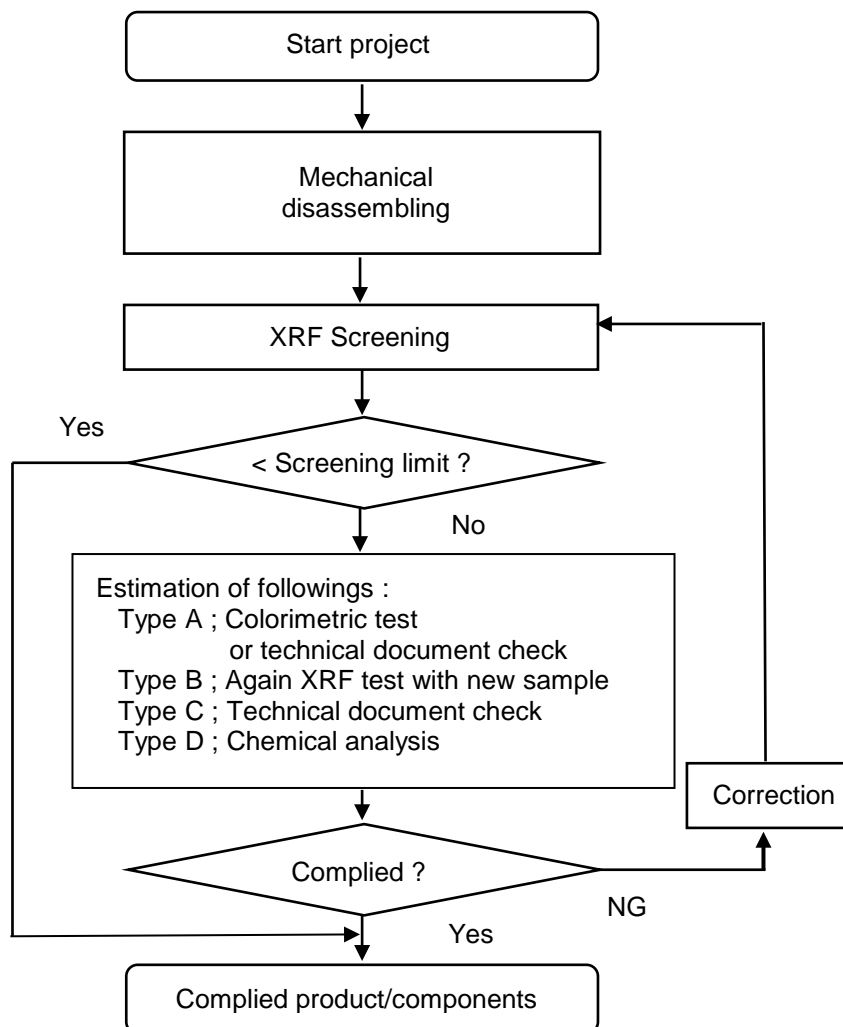 Start project
Mechanical
disassembling
XRF Screening
Yes
< Screening limit ?
No
Estimation of followings :
Type A ; Colorimetric test
or technical document check
Type B ; Again XRF test with new sample
Type C ; Technical document check
Type D ; Chemical analysis
Correction
Complied ?
NG
Yes
Complied product/components